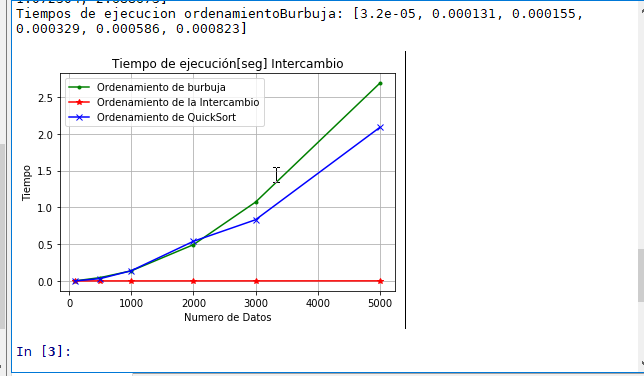 Tiempos de ejecucion ordenamientoBurbuja: [3.2e-05, 0.000131, 0.000155,
0.000329, 0.000586, 0.000823]
Tiempo de ejecución[seg] Intercambio
Ordenamiento de burbuja
Ordenamiento de la Intercambio
Ordenamiento de QuickSort
Tiempo
2.5
2.0
1.5
1.0
0.5
0.0
0 1000 2000 3000 4000 5000
Numero de Datos
In [3]: